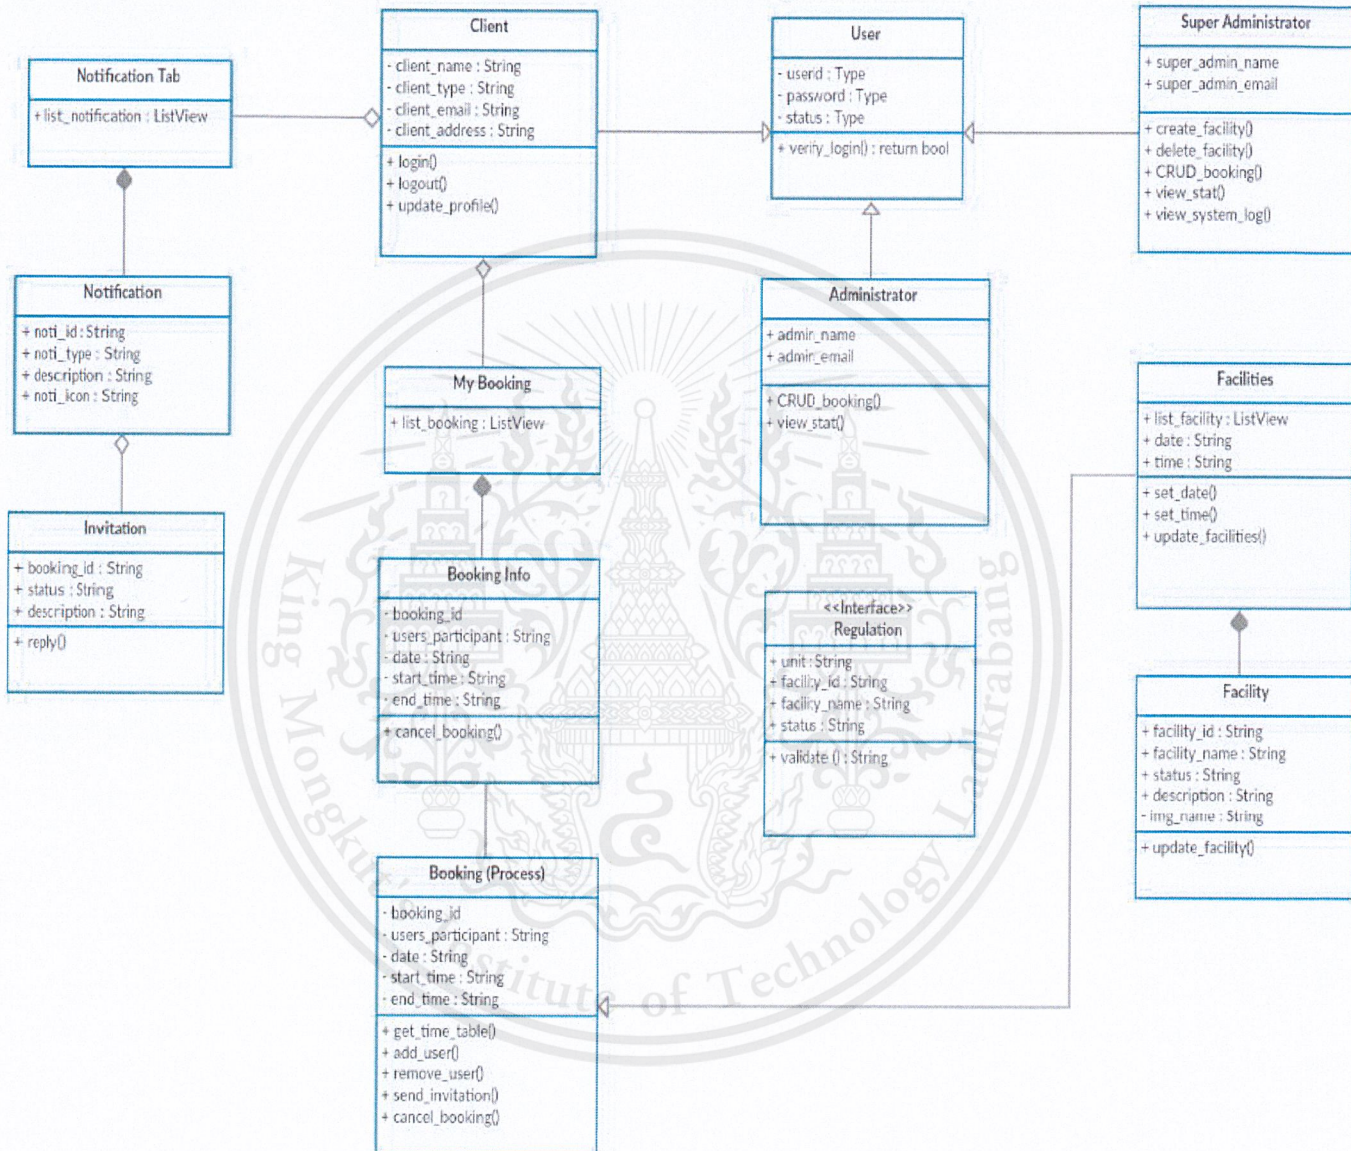 Notification Tab
+ list_notification : ListView
Notification
+ noti_id : String
+ noti_type : String
+ description : String
+ noti_icon : String
Invitation
+ booking_id : String
+ status : String
+ description : String
+ reply()
Client
- client_name : String
- client_type : String
- client_email : String
- client_address : String
+ login()
+ logout()
+ update_profile()
My Booking
+ list_booking : ListView
Booking Info
- booking_id
- users_participant : String
- date : String
- start_time : String
- end_time : String
+ cancel_booking()
Booking (Process)
- booking_id
- users_participant : String
- date : String
- start_time : String
- end_time : String
+ get_time_table()
+ add_user()
+ remove_user()
+ send_invitation()
+ cancel_booking()
User
- userid : Type
- password : Type
- status : Type
+ verify_login() : return bool
Administrator
+ admin_name
+ admin_email
+ CRUD_booking()
+ view_stat()
<<Interface>>
Regulation
+ unit : String
+ facility_id : String
+ facility_name : String
+ status : String
+ validate () : String
Super Administrator
+ super_admin_name
+ super_admin_email
+ create_facility()
+ delete_facility()
+ CRUD_booking()
+ view_stat()
+ view_system_log()
Facilities
+ list_facility : ListView
+ date : String
+ time : String
+ set_date()
+ set_time()
+ update_facilities()
Facility
+ facility_id : String
+ facility_name : String
+ status : String
+ description : String
- img_name : String
+ update_facility()
King Mongkut's Institute of Technology Ladkrabang